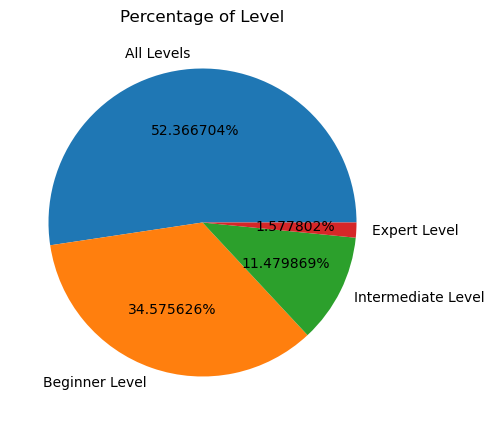 Percentage of Level
All Levels
52.366704%
1.577802%
Expert Level
11.479869%
Intermediate Level
34.575626%
Beginner Level